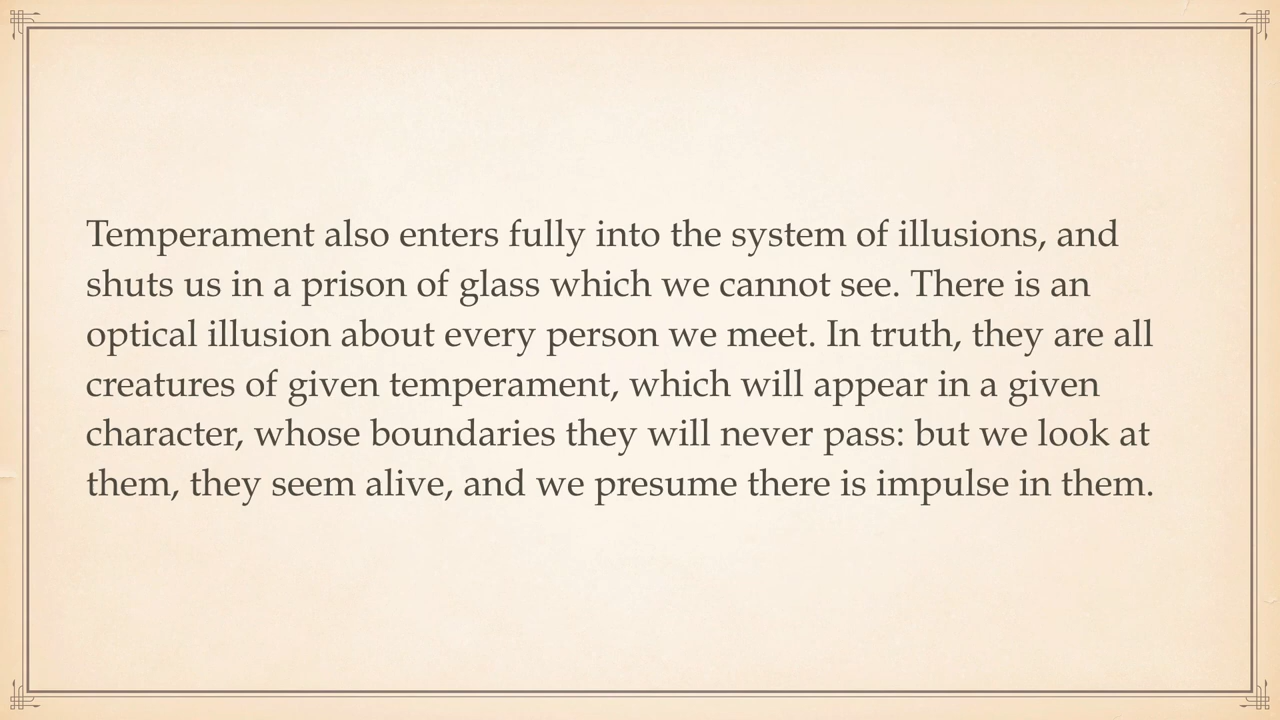 Temperament also enters fully into the system of illusions, and
shuts us in a prison of glass which we cannot see. There is an
optical illusion about every person we meet. In truth, they are all
creatures of given temperament, which will appear in a given
character, whose boundaries they will never pass: but we look at
them, they seem alive, and we presume there is impulse in them.